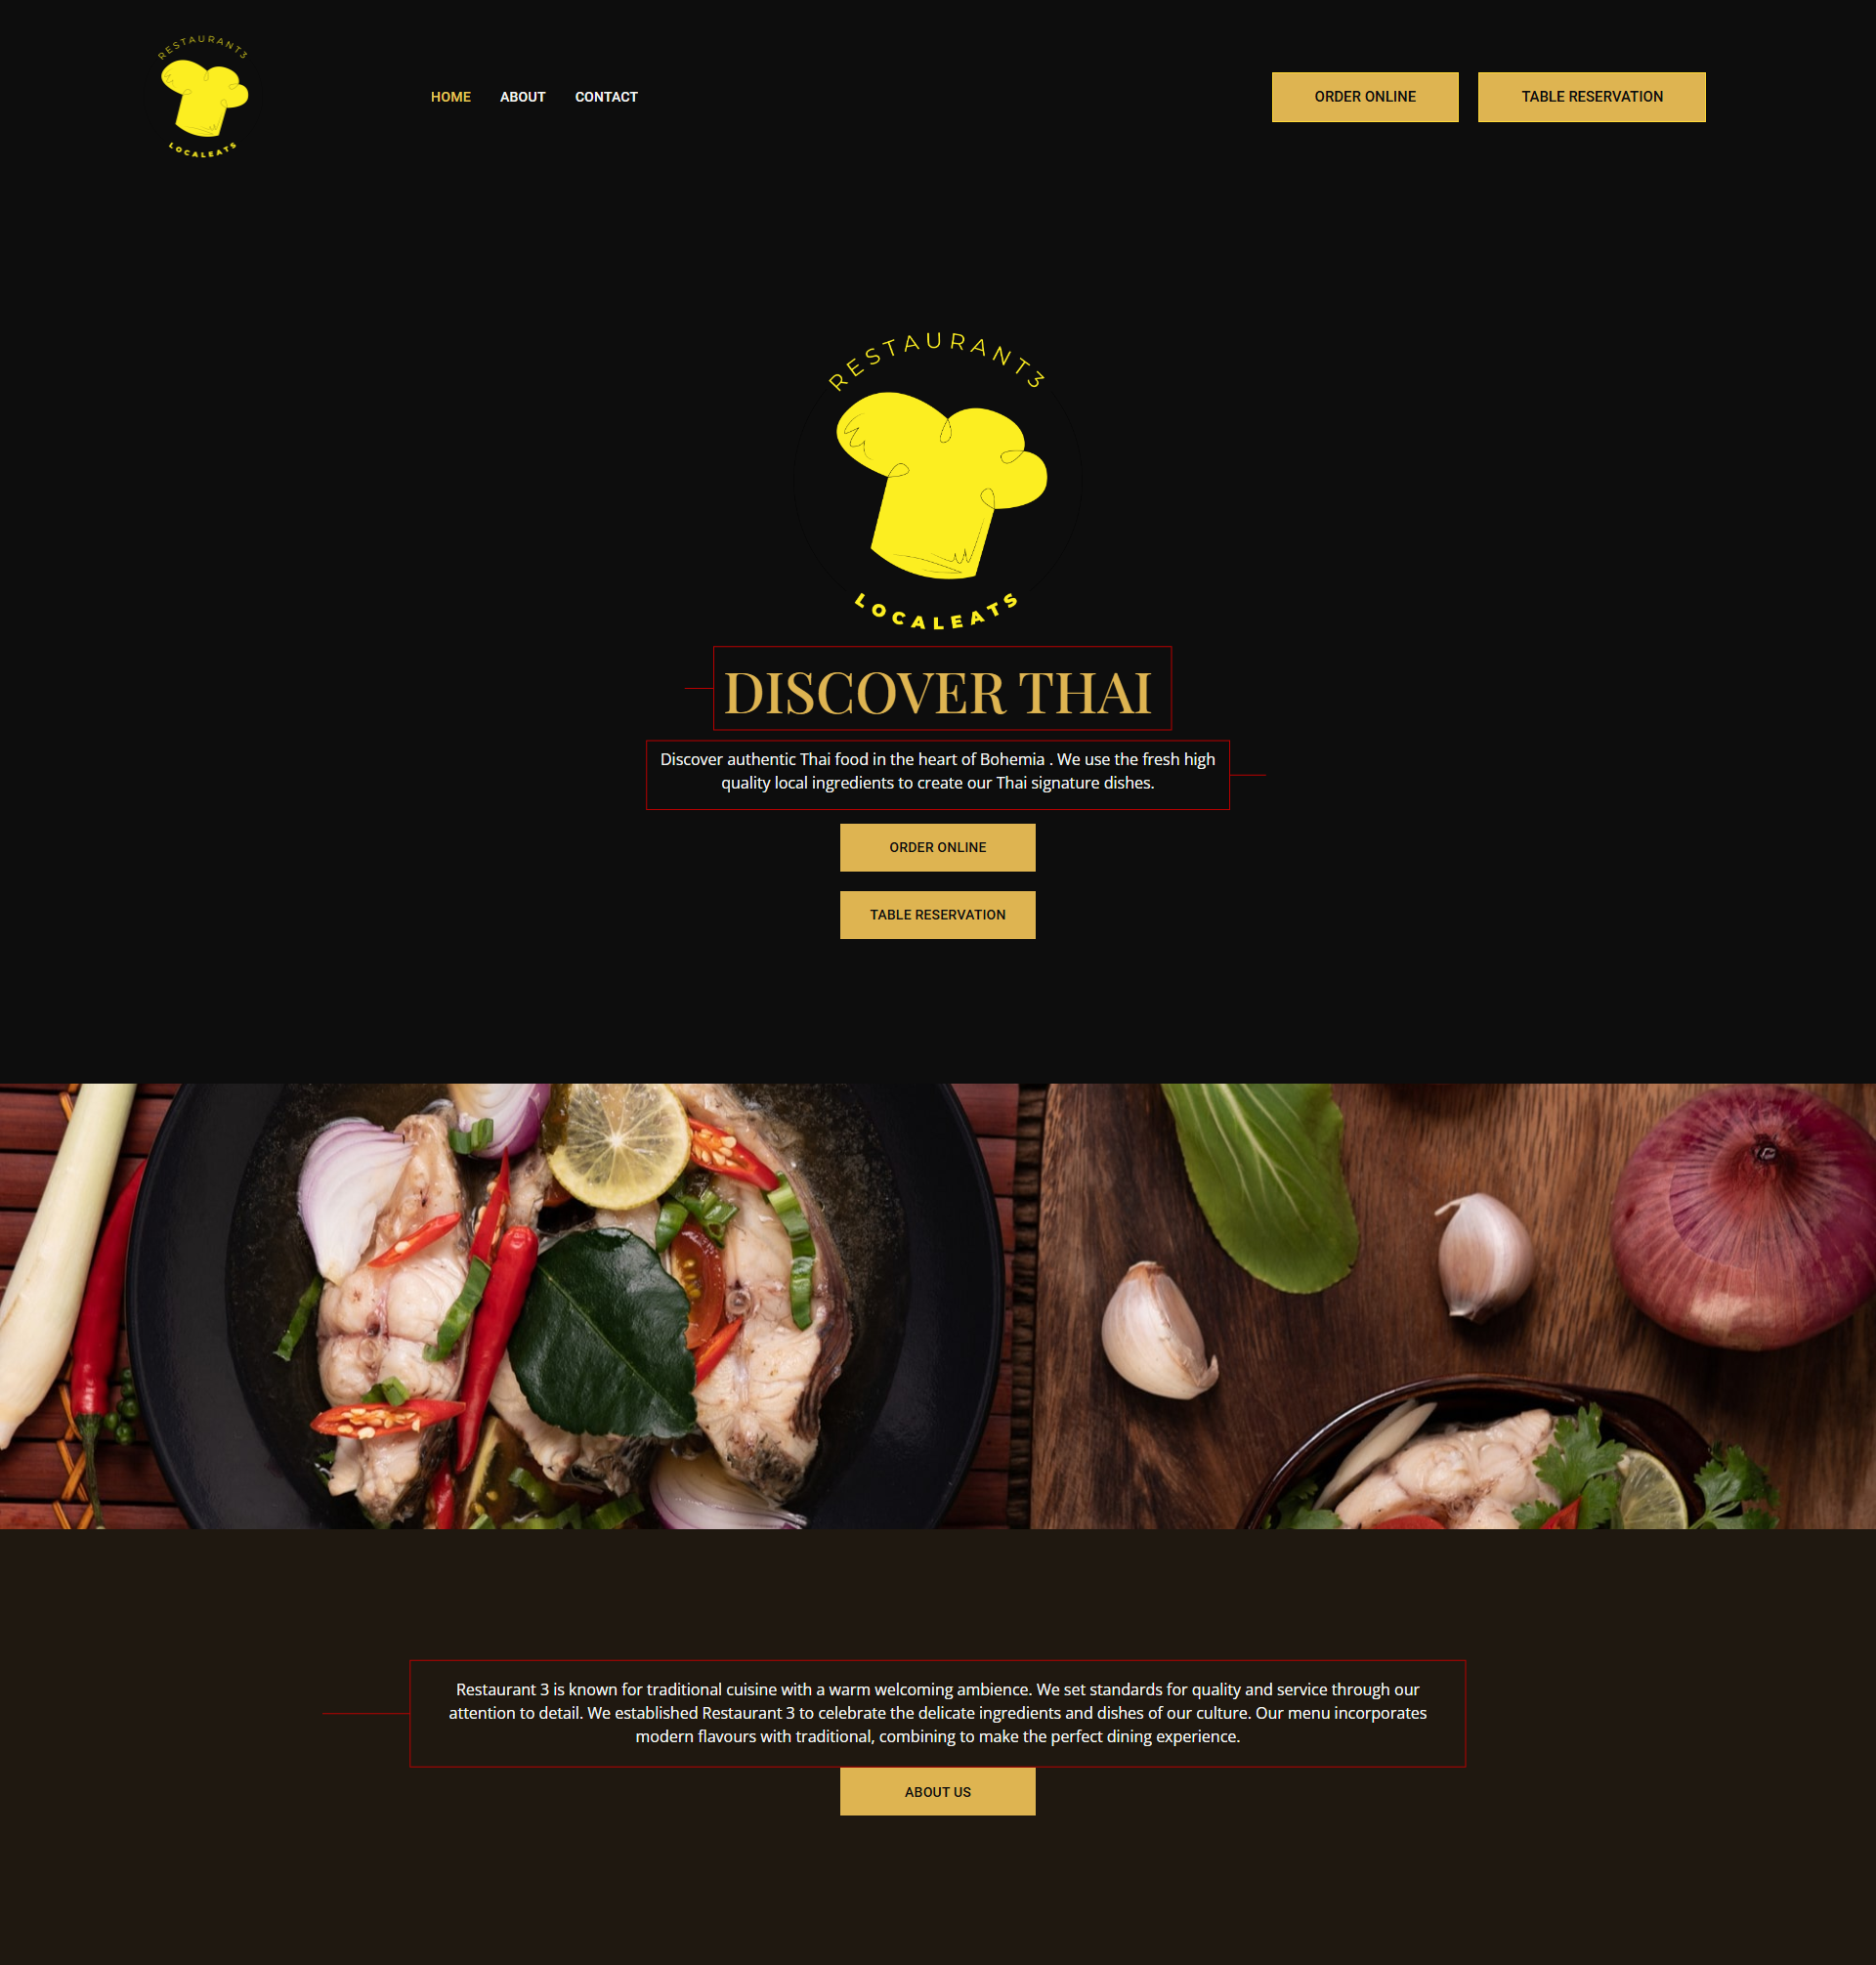 RESTAURANT3
LOCALEATS
HOME ABOUT CONTACT
ORDER ONLINE TABLE RESERVATION
RESTAURANT3
LOCALEATS
DISCOVER THAI
Discover authentic Thai food in the heart of Bohemia . We use the fresh high
quality local ingredients to create our Thai signature dishes.
ORDER ONLINE
TABLE RESERVATION
Restaurant 3 is known for traditional cuisine with a warm welcoming ambience. We set standards for quality and service through our
attention to detail. We established Restaurant 3 to celebrate the delicate ingredients and dishes of our culture. Our menu incorporates
modern flavours with traditional, combining to make the perfect dining experience.
ABOUT US